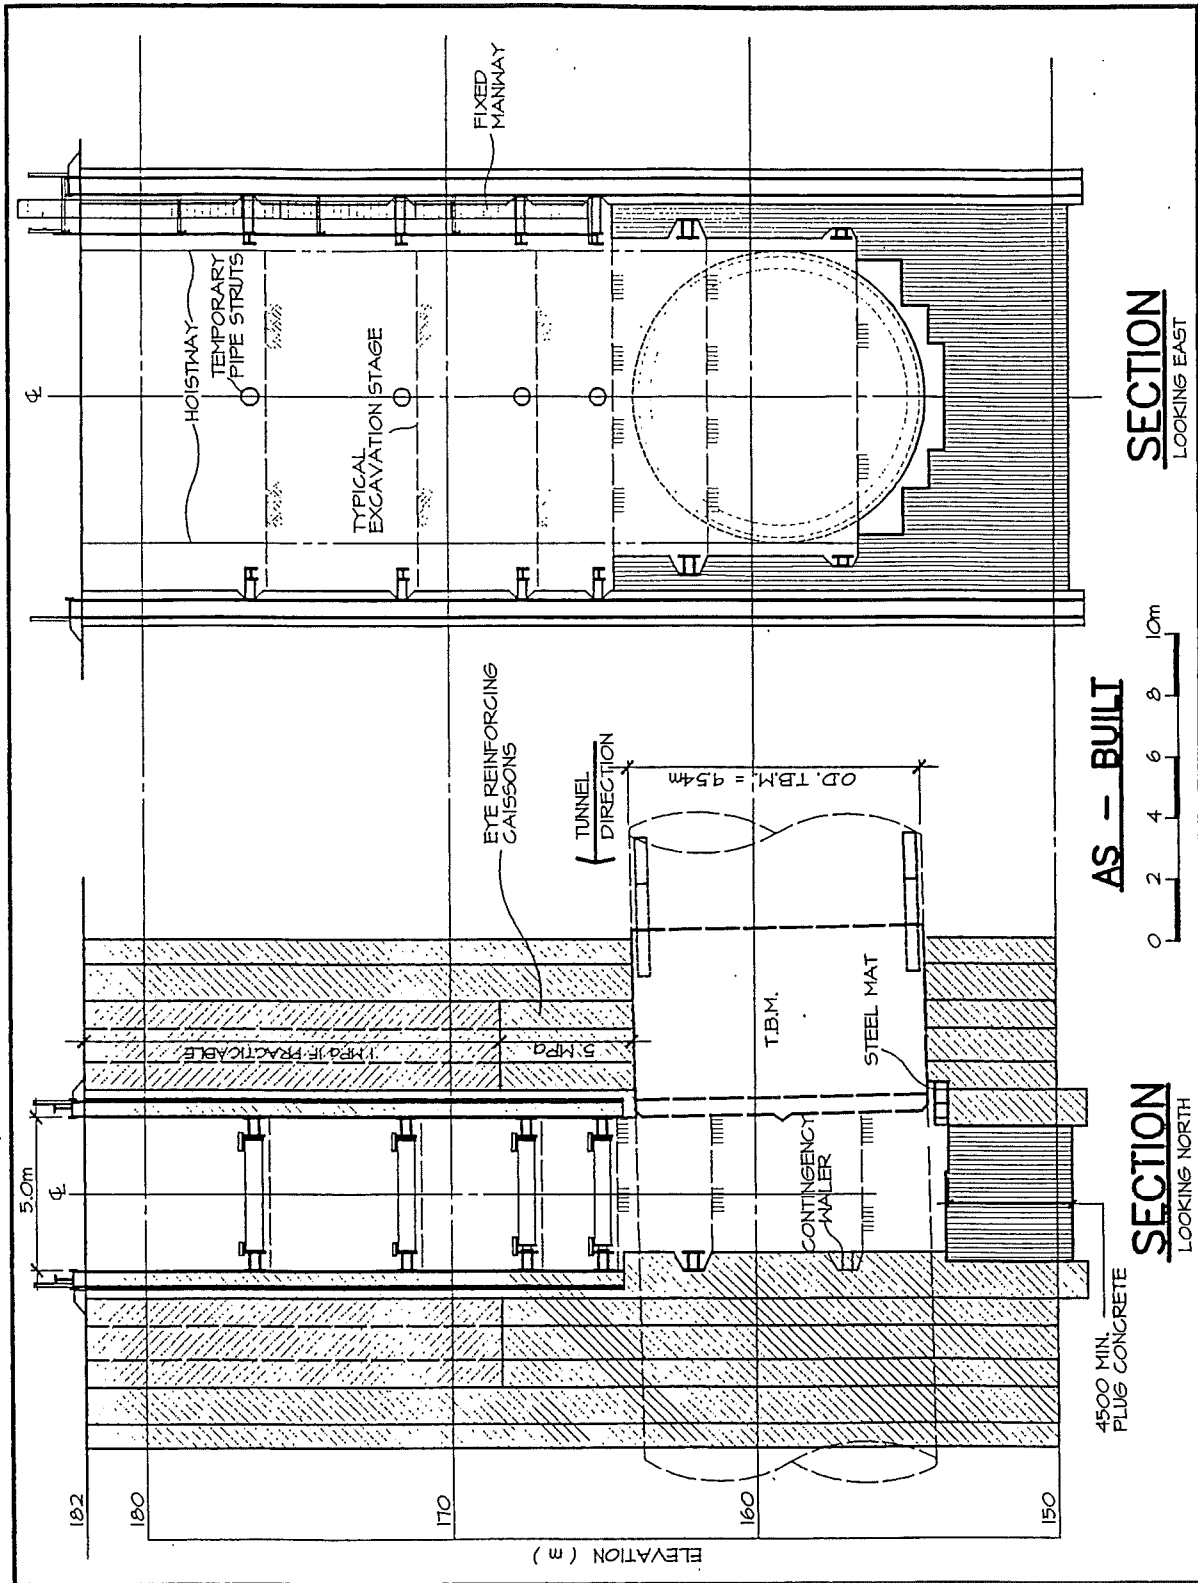 182
180
170
160
150
ELEVATION (m)
5.0m
℄
1 MPa IF PRACTICABLE
5 MPa
EYE REINFORCING
CAISSONS
TUNNEL
DIRECTION
O.D. T.B.M. = 9.54m
T.B.M.
STEEL MAT
CONTINGENCY
WALER
4500 MIN.
PLUG CONCRETE
SECTION
LOOKING NORTH
AS – BUILT
0 2 4 6 8 10m
℄
HOISTWAY
TEMPORARY
PIPE STRUTS
TYPICAL
EXCAVATION STAGE
FIXED
MANWAY
SECTION
LOOKING EAST